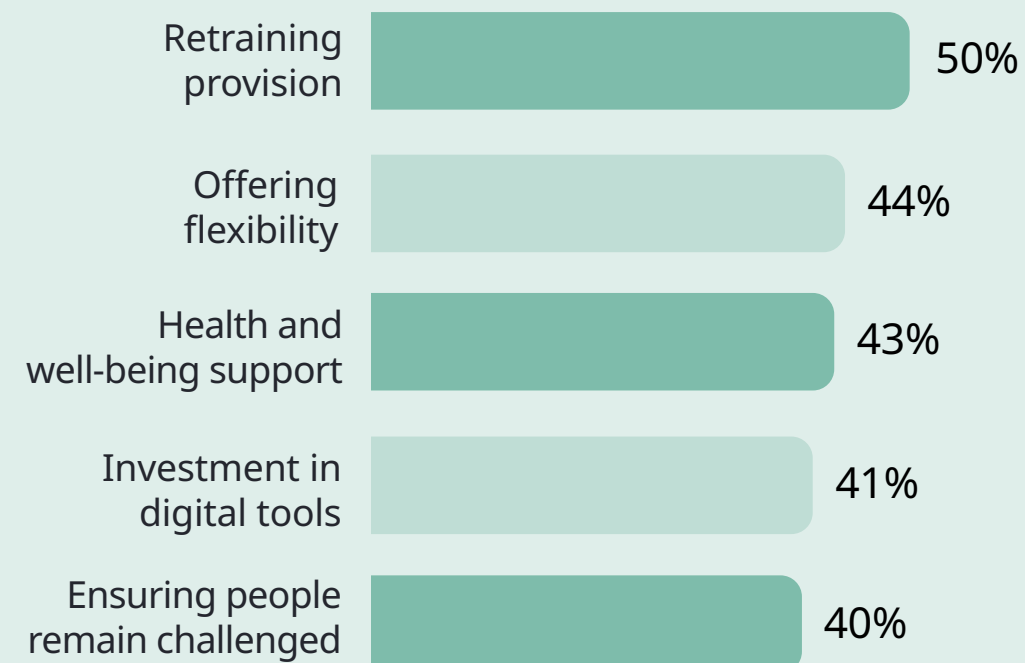 Retraining
provision
50%
Offering
flexibility
44%
Health and
well-being support
43%
Investment in
digital tools
41%
Ensuring people
remain challenged
40%